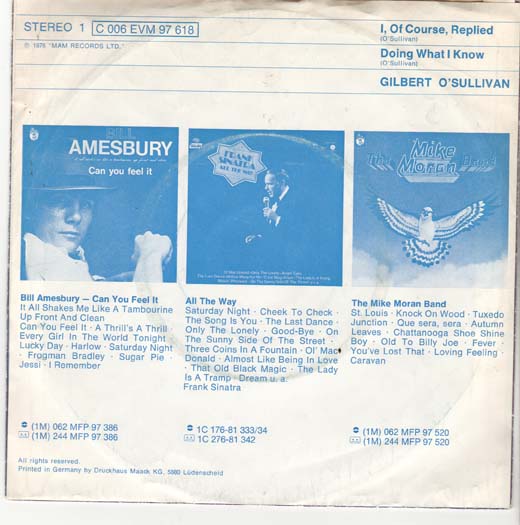 STEREO 1 C 006 EVM 97 618
℗ 1976 "MAM RECORDS LTD."
I, Of Course, Replied
(O'Sullivan)
Doing What I Know
(O'Sullivan)
GILBERT O'SULLIVAN
BILL
AMESBURY
Can you feel it
FRANK
SINATRA
ALL THE WAY
The Mike
Moran Band
Bill Amesbury — Can You Feel It
It All Shakes Me Like A Tambourine
Up Front And Clean
Can You Feel It · A Thrill's A Thrill
Every Girl In The World Tonight
Lucky Day · Harlow · Saturday Night
· Frogman Bradley · Sugar Pie ·
Jessi · I Remember
All The Way
Saturday Night · Cheek To Check ·
The Song Is You · The Last Dance ·
Only The Lonely · Good-Bye · On
The Sunny Side Of The Street ·
Three Coins In A Fountain · Ol' Mac
Donald · Almost Like Being In Love
· That Old Black Magic · The Lady
Is A Tramp · Dream u. a.
Frank Sinatra
The Mike Moran Band
St. Louis · Knock On Wood · Tuxedo
Junction · Que sera, sera · Autumn
Leaves · Chattanooga Shoe Shine
Boy · Old To Billy Joe · Fever ·
You've Lost That · Loving Feeling ·
Caravan
(1M) 062 MFP 97 386
(1M) 244 MFP 97 386
1C 176-81 333/34
1C 276-81 342
(1M) 062 MFP 97 520
(1M) 244 MFP 97 520
All rights reserved.
Printed in Germany by Druckhaus Maack KG, 5880 Lüdenscheid